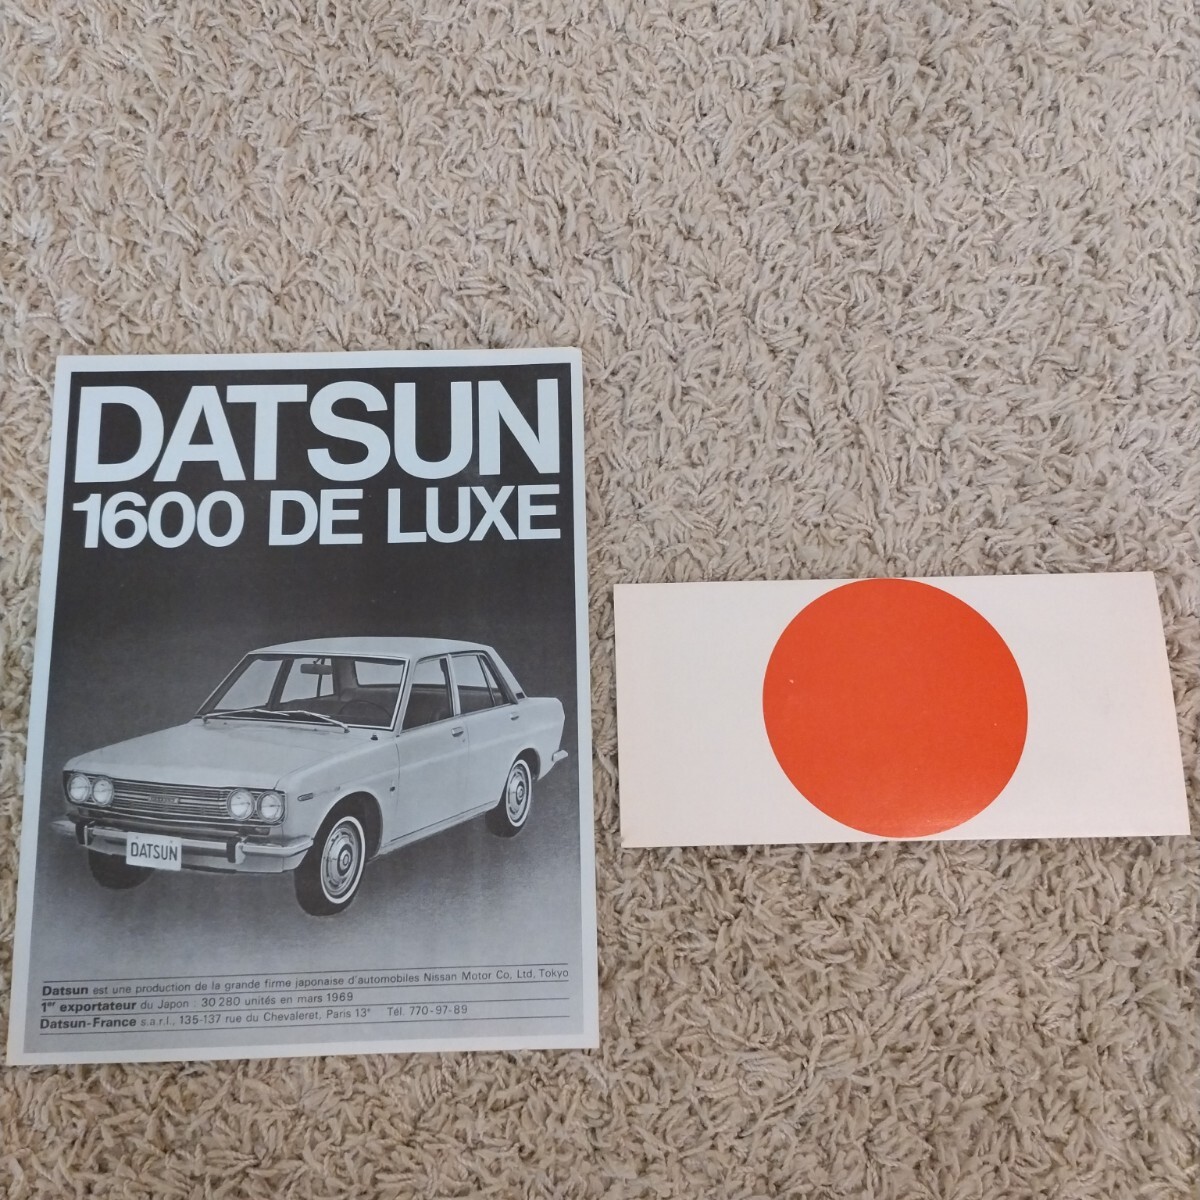 DATSUN
1600 DE LUXE
DATSUN
Datsun est une production de la grande firme japonaise d'automobiles Nissan Motor Co, Ltd, Tokyo
1er exportateur du Japon : 30 280 unités en mars 1969
Datsun-France s.a.r.l., 135-137 rue du Chevaleret, Paris 13e Tél. 770-97-89